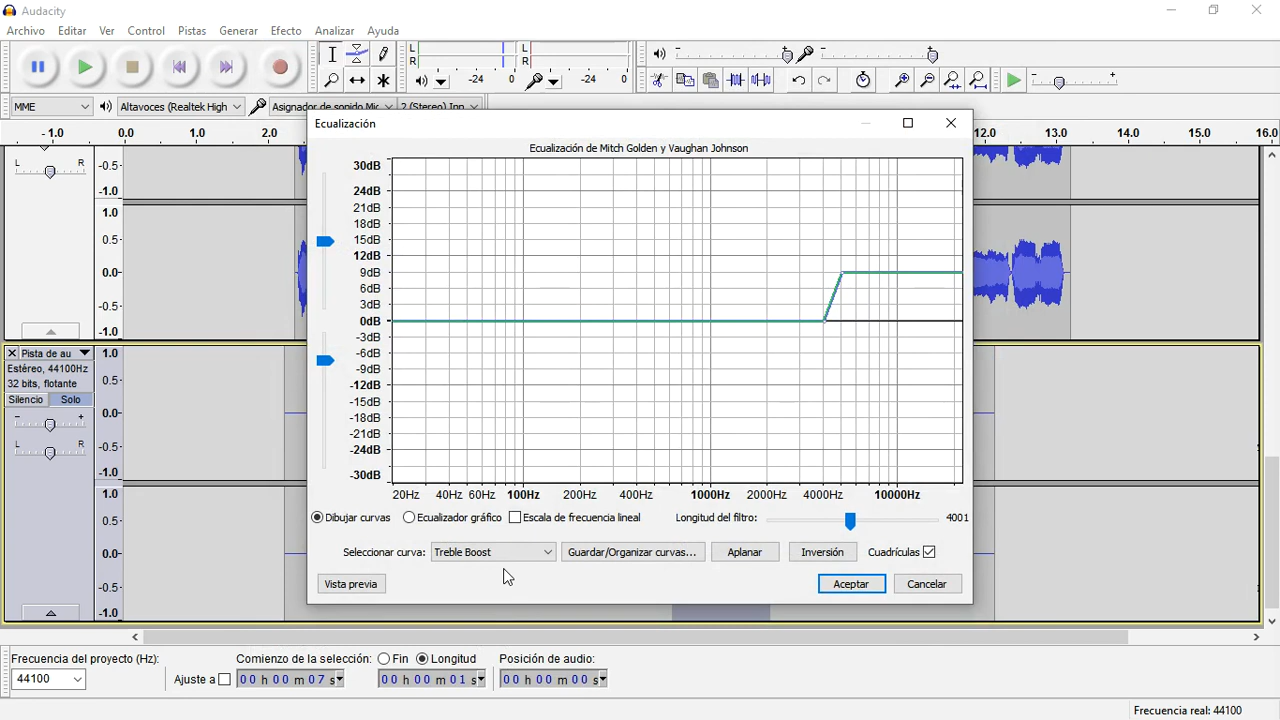 Audacity
Archivo Editar Ver Control Pistas Generar Efecto Analizar Ayuda
L R -24 0 L R -24 0
MME Altavoces (Realtek High Asignador de sonido Mic 2 (Stereo) Inp
- 1.0 0.0 1.0 2.0 12.0 13.0 14.0 15.0 16.0
Ecualización
Ecualización de Mitch Golden y Vaughan Johnson
L R
-0.5
-1.0
1.0
0.5
0.0
-0.5
-1.0
30dB
24dB
21dB
18dB
15dB
12dB
9dB
6dB
3dB
0dB
-3dB
-6dB
-9dB
-12dB
-15dB
-18dB
-21dB
-24dB
-30dB
20Hz 40Hz 60Hz 100Hz 200Hz 400Hz 1000Hz 2000Hz 4000Hz 10000Hz
Dibujar curvas Ecualizador gráfico Escala de frecuencia lineal Longitud del filtro: 4001
Seleccionar curva: Treble Boost Guardar/Organizar curvas... Aplanar Inversión Cuadrículas
Vista previa Aceptar Cancelar
Pista de au
Estéreo, 44100Hz
32 bits, flotante
Silencio Solo
- +
L R
1.0
0.5
0.0
-0.5
-1.0
1.0
0.5
0.0
-0.5
-1.0
Frecuencia del proyecto (Hz): Comienzo de la selección: Fin Longitud Posición de audio:
44100 Ajuste a 00 h 00 m 07 s 00 h 00 m 01 s 00 h 00 m 00 s
Frecuencia real: 44100